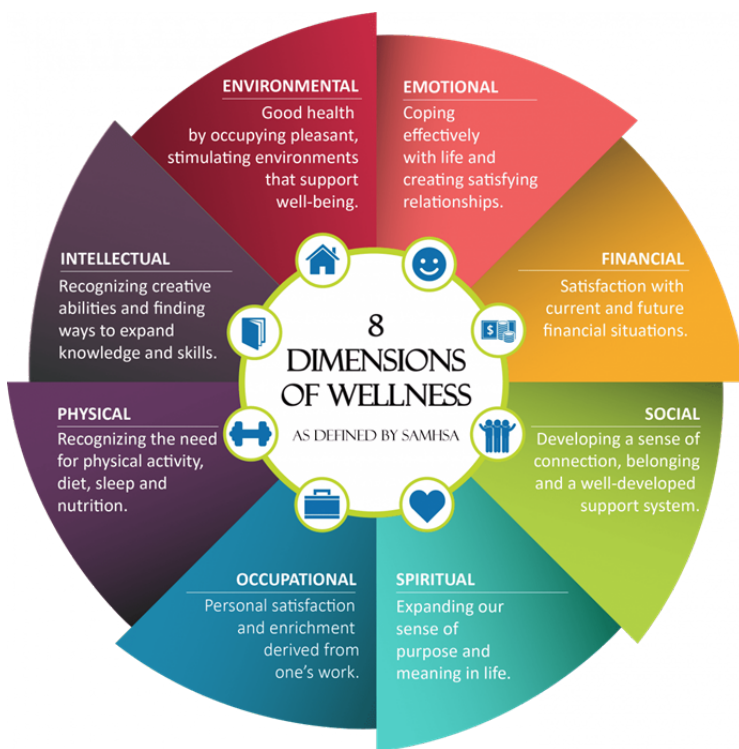 8
DIMENSIONS
OF WELLNESS
AS DEFINED BY SAMHSA
EMOTIONAL
Coping
effectively
with life and
creating satisfying
relationships.
FINANCIAL
Satisfaction with
current and future
financial situations.
SOCIAL
Developing a sense of
connection, belonging
and a well-developed
support system.
SPIRITUAL
Expanding our
sense of
purpose and
meaning in life.
OCCUPATIONAL
Personal satisfaction
and enrichment
derived from
one's work.
PHYSICAL
Recognizing the need
for physical activity,
diet, sleep and
nutrition.
INTELLECTUAL
Recognizing creative
abilities and finding
ways to expand
knowledge and skills.
ENVIRONMENTAL
Good health
by occupying pleasant,
stimulating environments
that support
well-being.
$